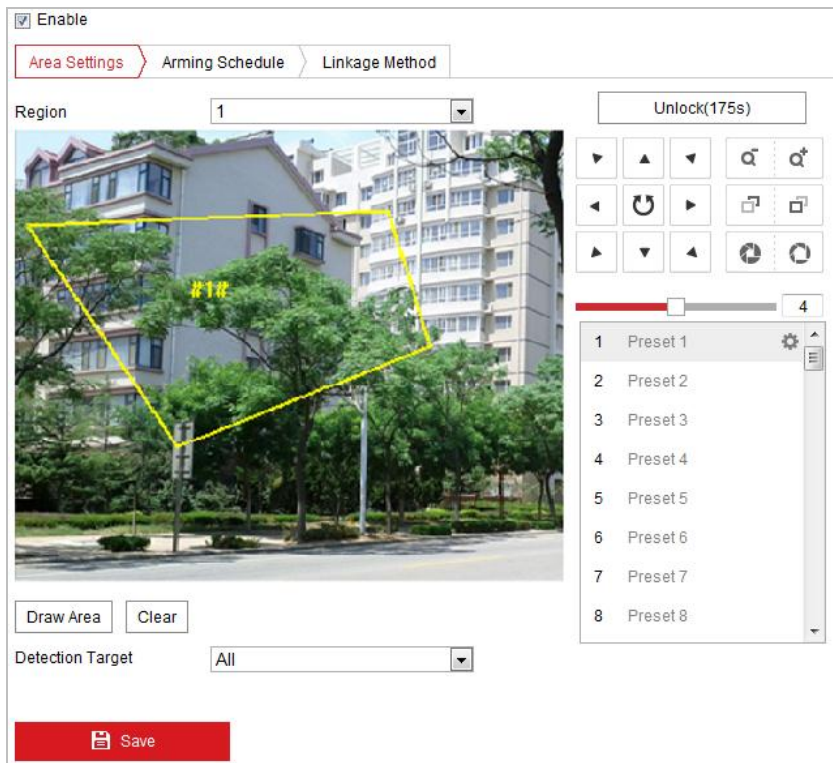 Enable
Area Settings
Arming Schedule
Linkage Method
Region
1
Unlock(175s)
#1#
4
1 Preset 1
2 Preset 2
3 Preset 3
4 Preset 4
5 Preset 5
6 Preset 6
7 Preset 7
8 Preset 8
Draw Area
Clear
Detection Target
All
Save